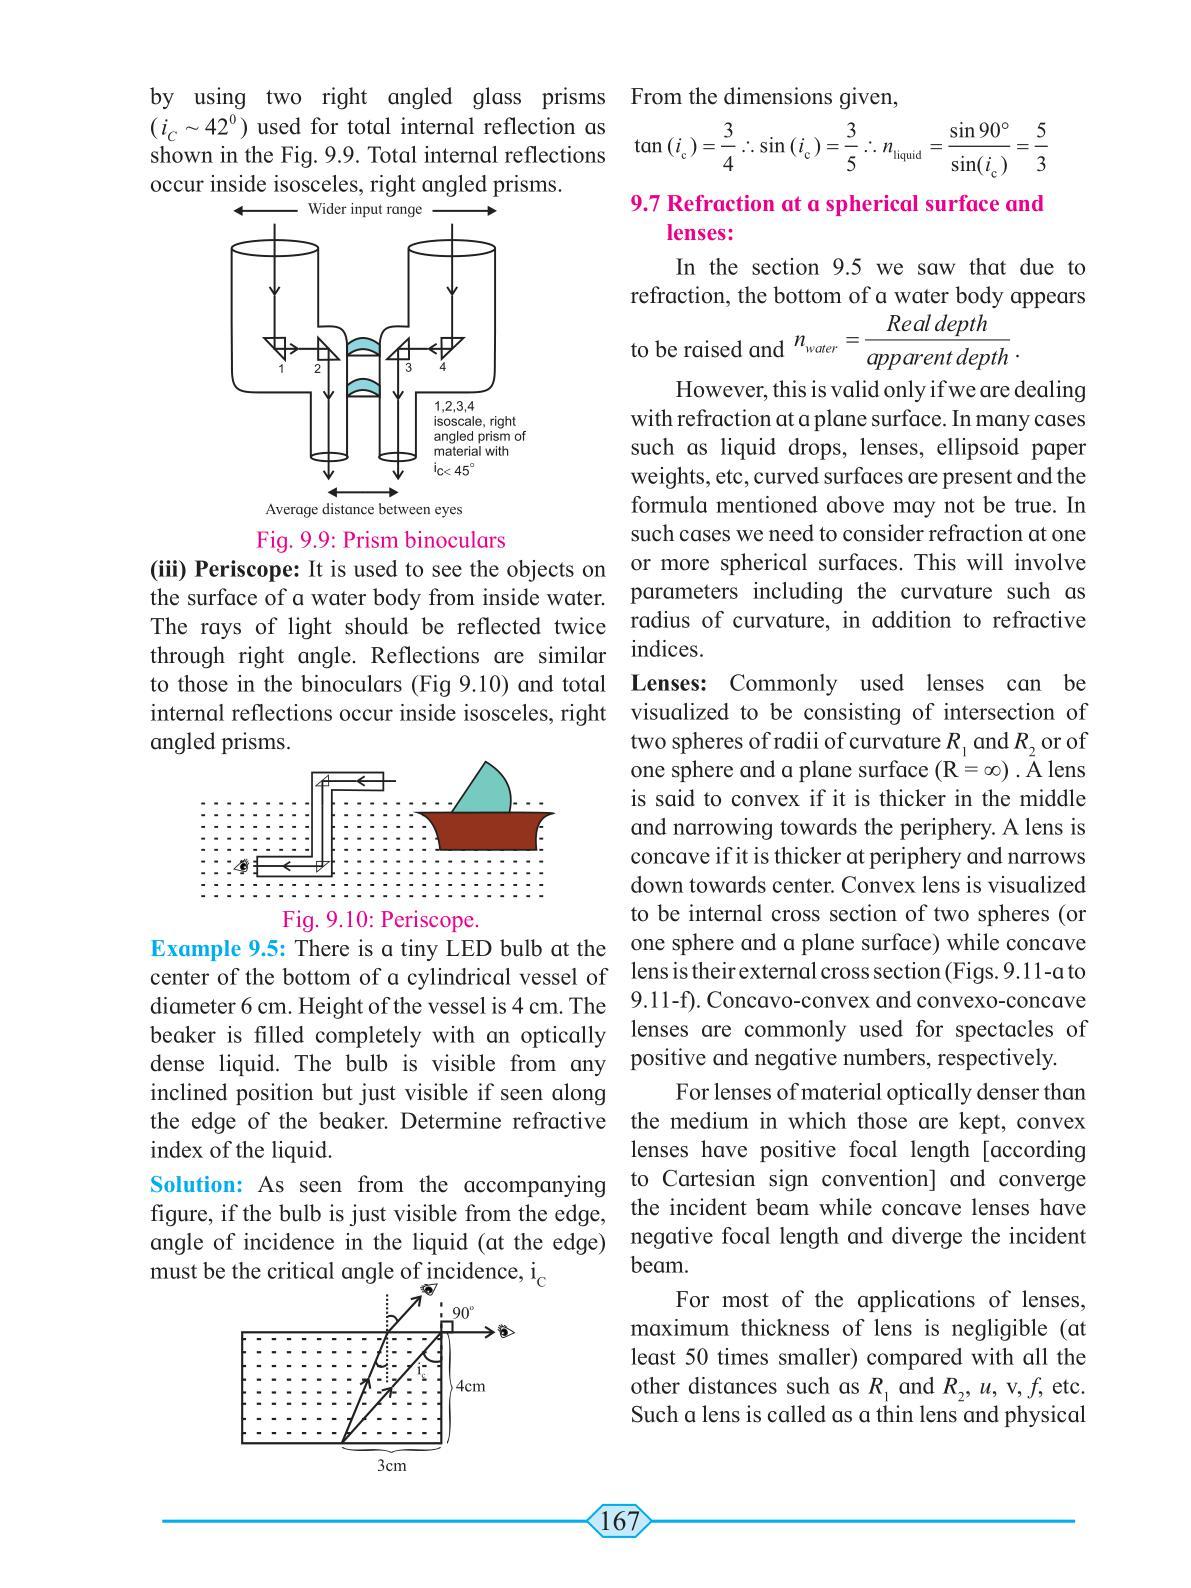 by using two right angled glass prisms
(i_C ~ 42⁰) used for total internal reflection as
shown in the Fig. 9.9. Total internal reflections
occur inside isosceles, right angled prisms.
Wider input range
1 2 3 4
1,2,3,4
isoscale, right
angled prism of
material with
ic< 45°
Average distance between eyes
Fig. 9.9: Prism binoculars
(iii) Periscope: It is used to see the objects on
the surface of a water body from inside water.
The rays of light should be reflected twice
through right angle. Reflections are similar
to those in the binoculars (Fig 9.10) and total
internal reflections occur inside isosceles, right
angled prisms.
Fig. 9.10: Periscope.
Example 9.5: There is a tiny LED bulb at the
center of the bottom of a cylindrical vessel of
diameter 6 cm. Height of the vessel is 4 cm. The
beaker is filled completely with an optically
dense liquid. The bulb is visible from any
inclined position but just visible if seen along
the edge of the beaker. Determine refractive
index of the liquid.
Solution: As seen from the accompanying
figure, if the bulb is just visible from the edge,
angle of incidence in the liquid (at the edge)
must be the critical angle of incidence, i_C
90°
i_c
4cm
3cm
From the dimensions given,
tan (i_c) = 3/4 ∴ sin (i_c) = 3/5 ∴ n_liquid = sin 90°/sin(i_c) = 5/3
9.7 Refraction at a spherical surface and
lenses:
In the section 9.5 we saw that due to
refraction, the bottom of a water body appears
to be raised and n_water = Real depth/apparent depth .
However, this is valid only if we are dealing
with refraction at a plane surface. In many cases
such as liquid drops, lenses, ellipsoid paper
weights, etc, curved surfaces are present and the
formula mentioned above may not be true. In
such cases we need to consider refraction at one
or more spherical surfaces. This will involve
parameters including the curvature such as
radius of curvature, in addition to refractive
indices.
Lenses: Commonly used lenses can be
visualized to be consisting of intersection of
two spheres of radii of curvature R₁ and R₂ or of
one sphere and a plane surface (R = ∞) . A lens
is said to convex if it is thicker in the middle
and narrowing towards the periphery. A lens is
concave if it is thicker at periphery and narrows
down towards center. Convex lens is visualized
to be internal cross section of two spheres (or
one sphere and a plane surface) while concave
lens is their external cross section (Figs. 9.11-a to
9.11-f). Concavo-convex and convexo-concave
lenses are commonly used for spectacles of
positive and negative numbers, respectively.
For lenses of material optically denser than
the medium in which those are kept, convex
lenses have positive focal length [according
to Cartesian sign convention] and converge
the incident beam while concave lenses have
negative focal length and diverge the incident
beam.
For most of the applications of lenses,
maximum thickness of lens is negligible (at
least 50 times smaller) compared with all the
other distances such as R₁ and R₂, u, v, f, etc.
Such a lens is called as a thin lens and physical
167